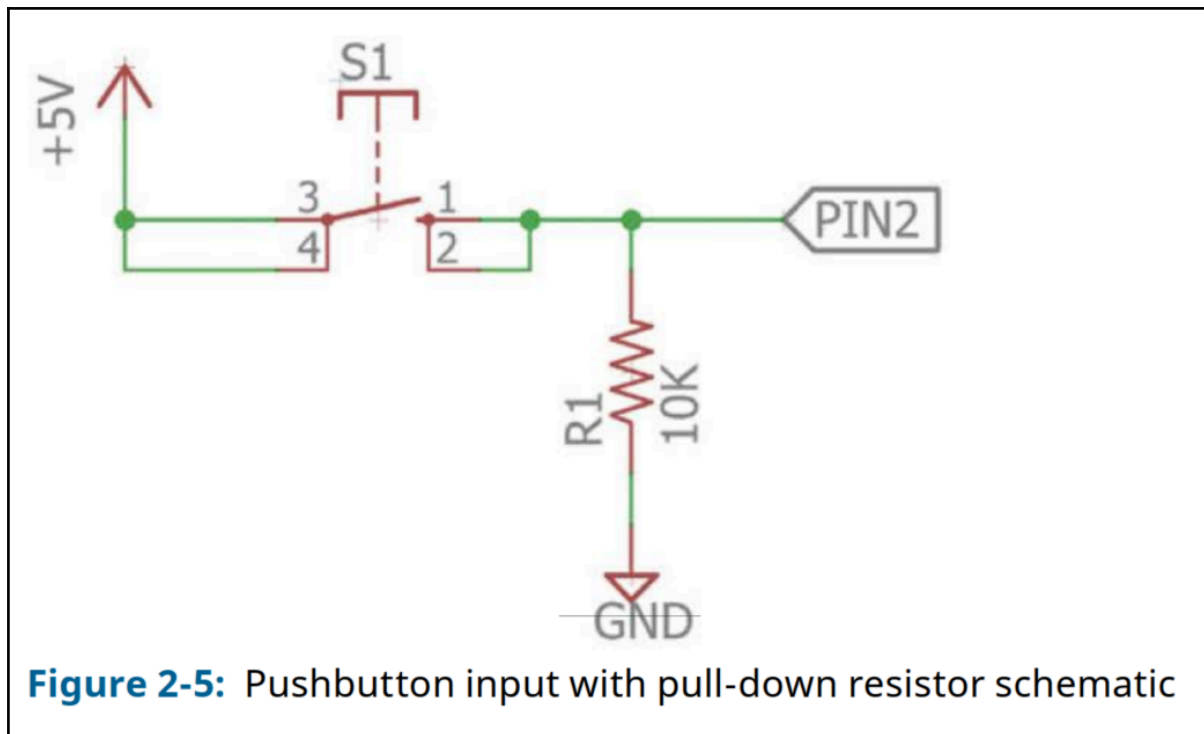 +5V
S1
3
1
4
2
PIN2
R1
10K
GND
Figure 2-5: Pushbutton input with pull-down resistor schematic